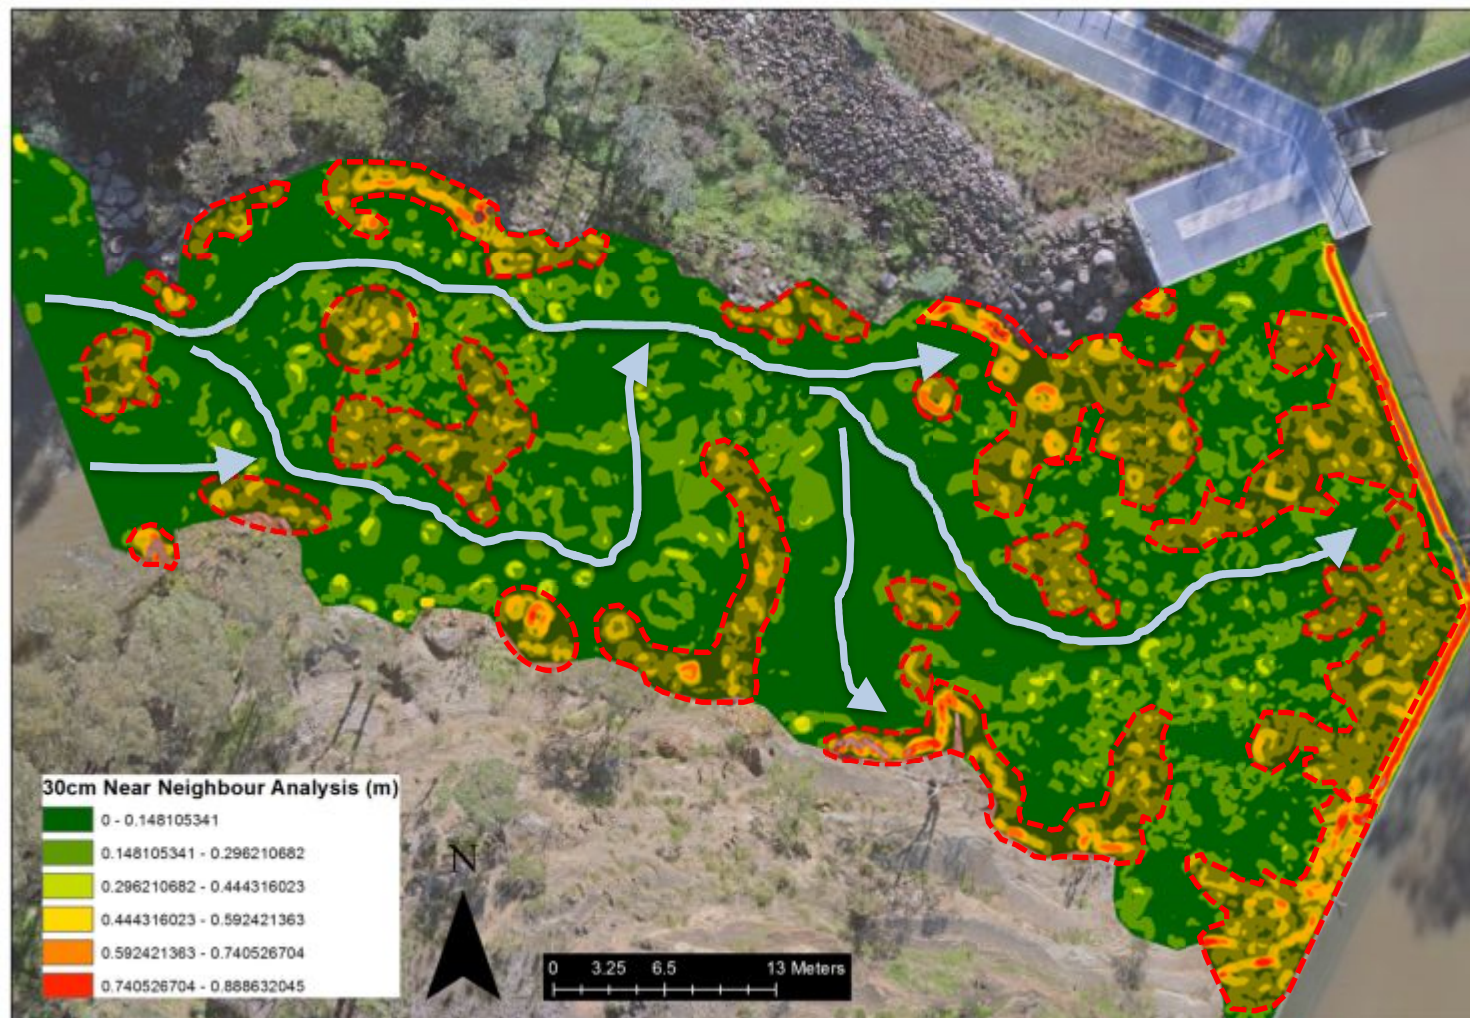 30cm Near Neighbour Analysis (m)
0 - 0.148105341
0.148105341 - 0.296210682
0.296210682 - 0.444316023
0.444316023 - 0.592421363
0.592421363 - 0.740526704
0.740526704 - 0.888632045
N
0 3.25 6.5 13 Meters